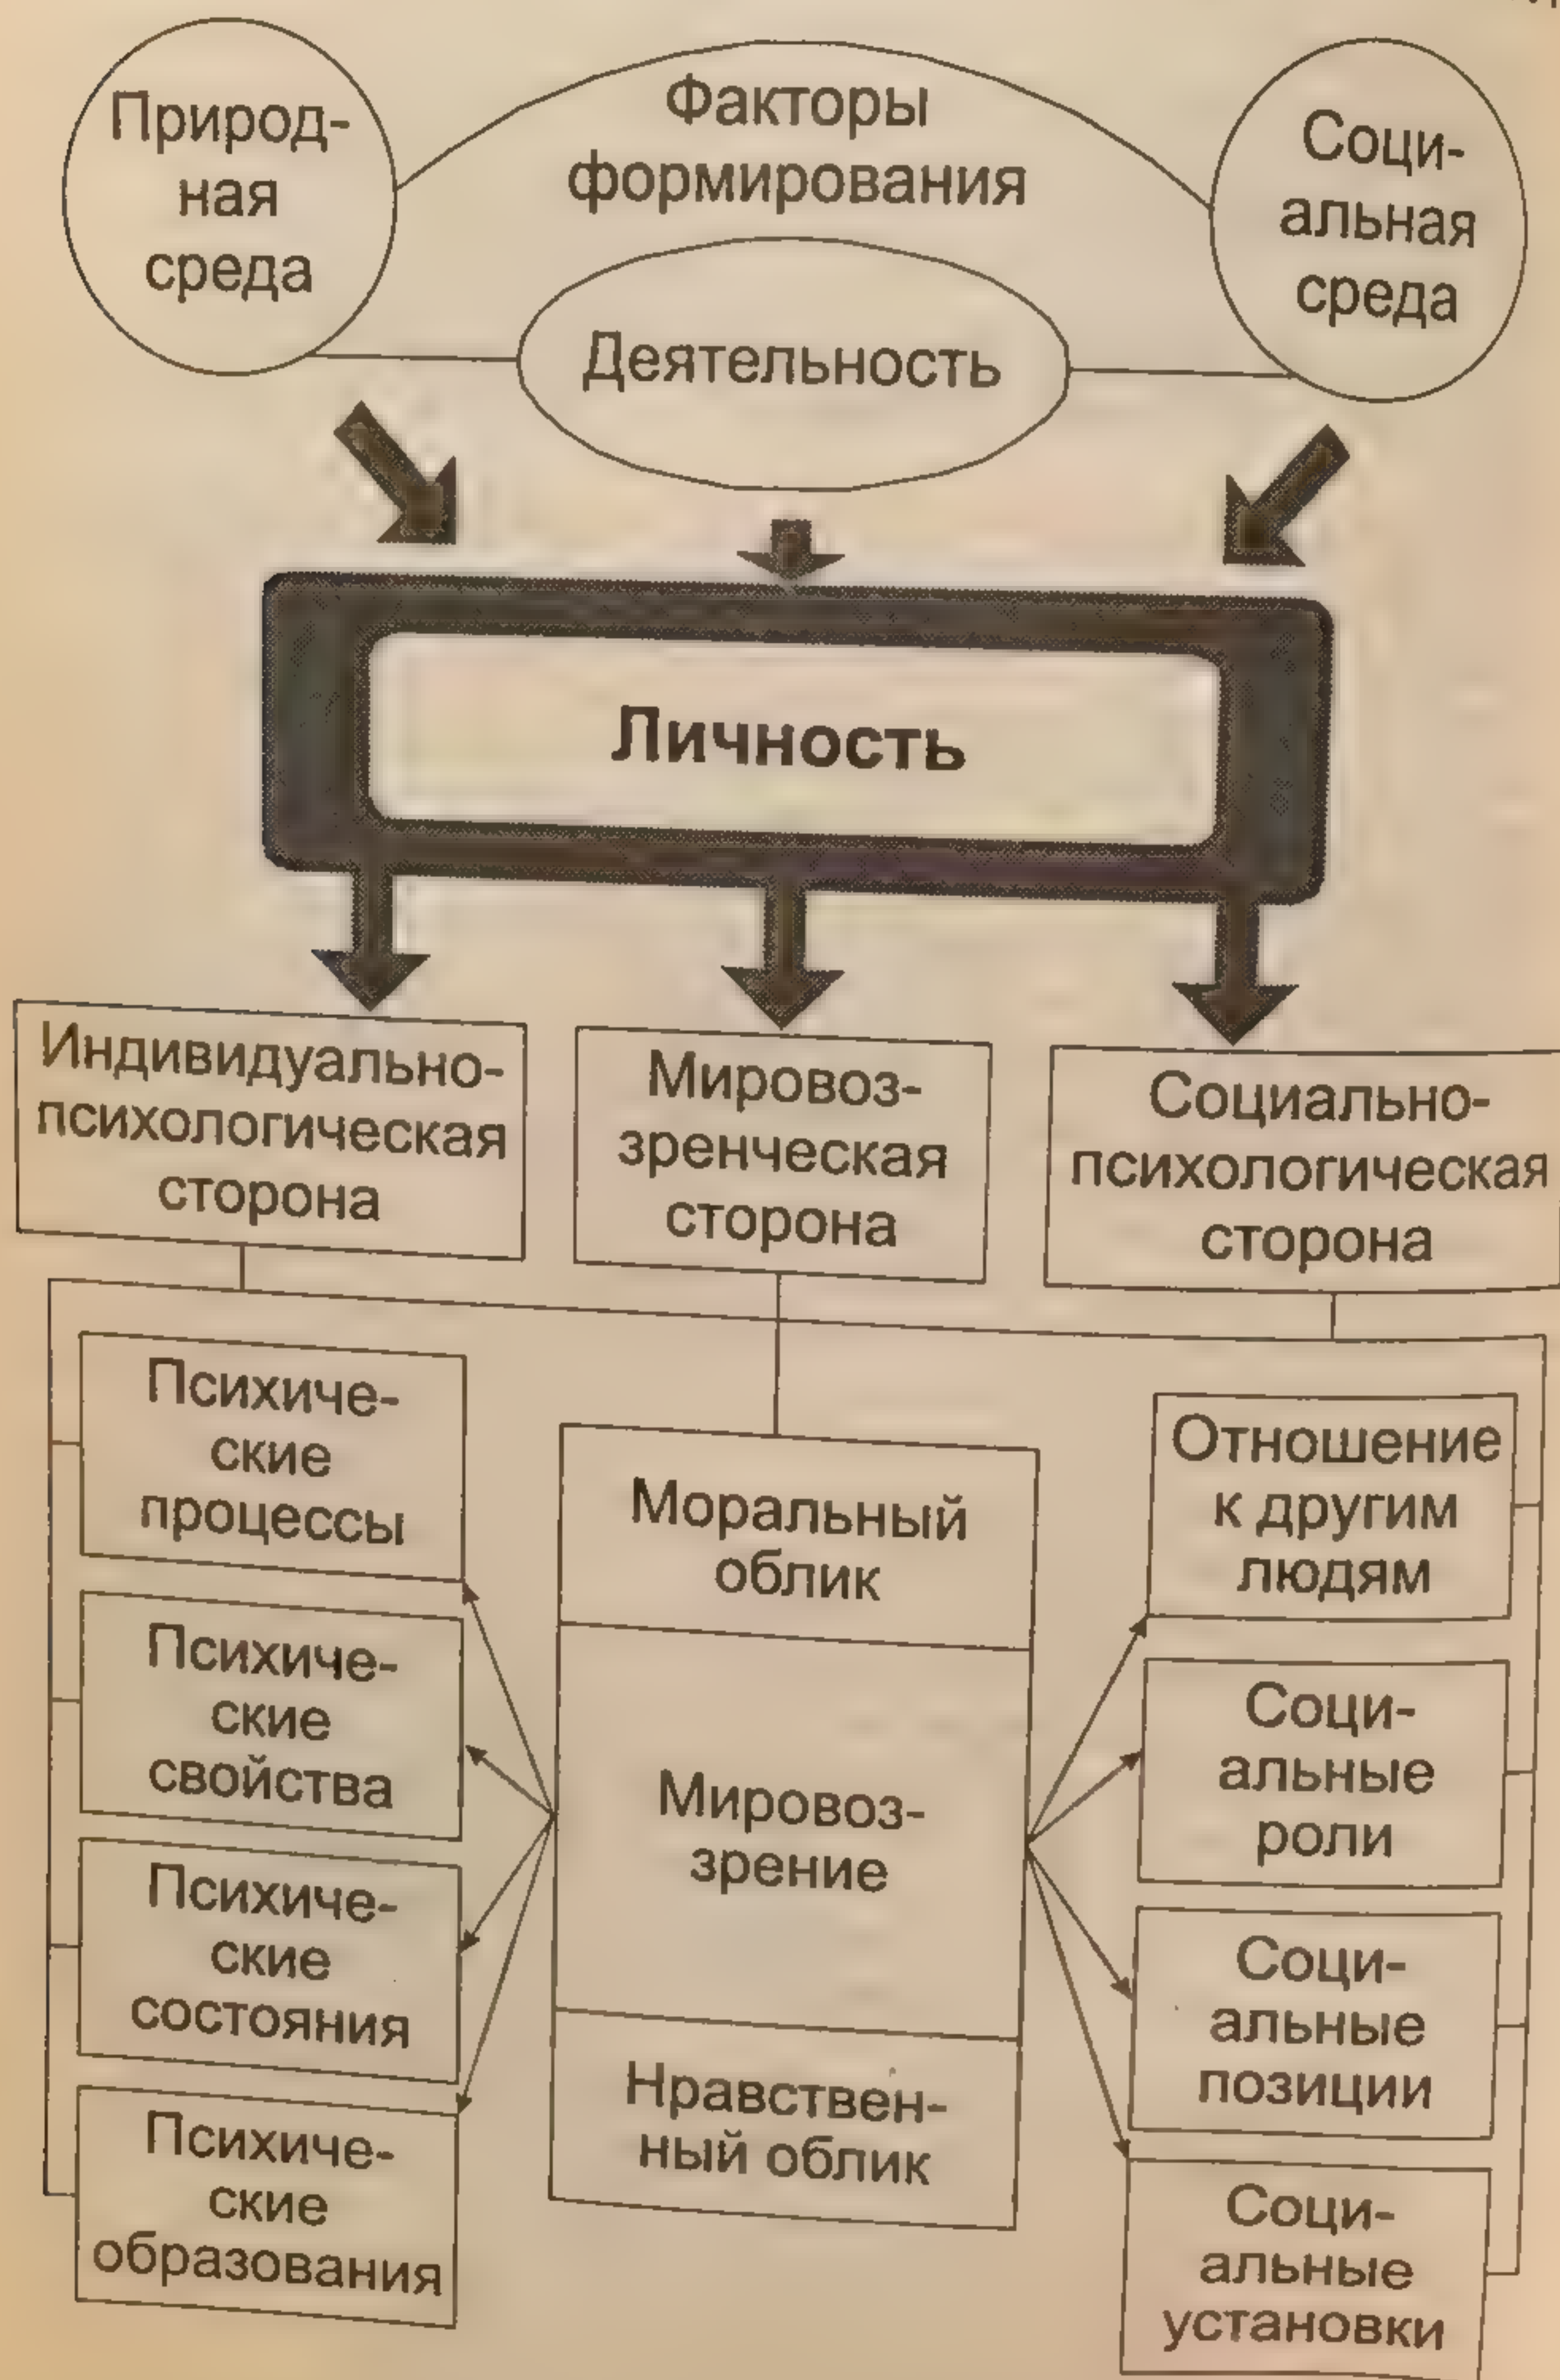 Природ-
ная
среда
Факторы
формирования
Соци-
альная
среда
Деятельность
Личность
Индивидуально-
психологическая
сторона
Мировоз-
зренческая
сторона
Социально-
психологическая
сторона
Психиче-
ские
процессы
Психиче-
ские
свойства
Психиче-
ские
состояния
Психиче-
ские
образования
Моральный
облик
Мировоз-
зрение
Нравствен-
ный облик
Отношение
к другим
людям
Соци-
альные
роли
Соци-
альные
позиции
Соци-
альные
установки